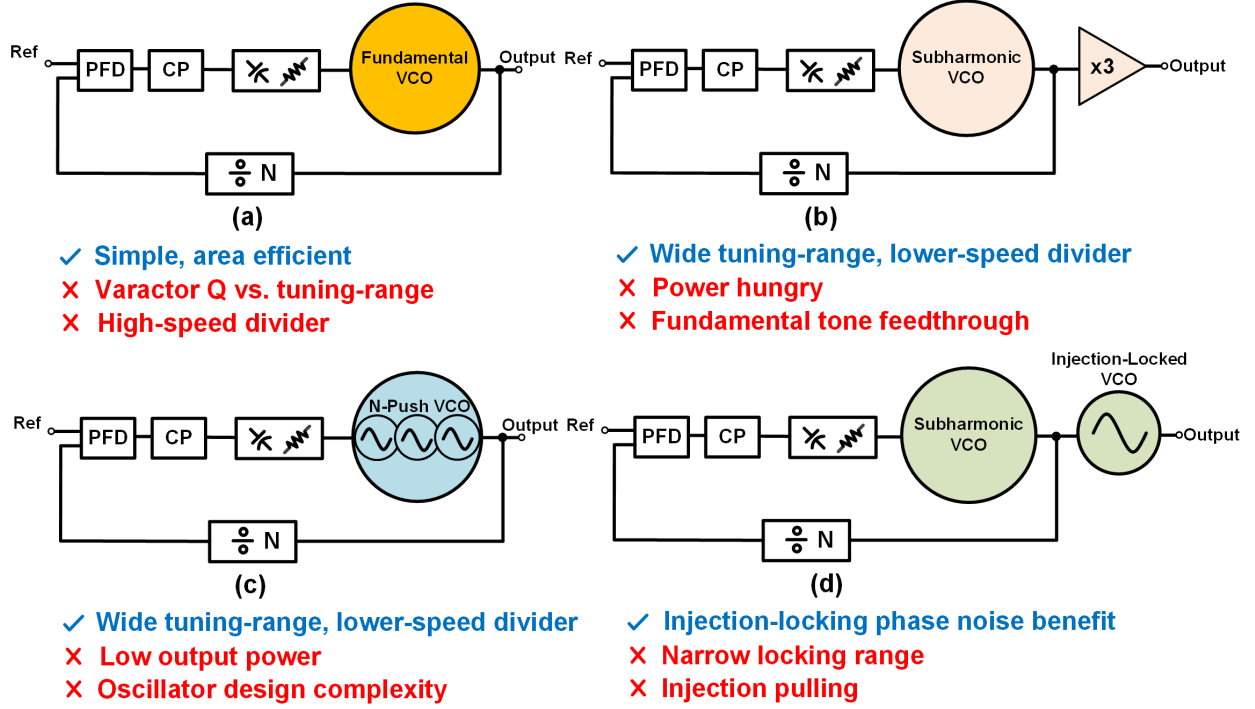 Ref
PFD
CP
Fundamental
VCO
Output
÷ N
(a)
✓ Simple, area efficient
✗ Varactor Q vs. tuning-range
✗ High-speed divider
Ref
PFD
CP
Subharmonic
VCO
x3
Output
÷ N
(b)
✓ Wide tuning-range, lower-speed divider
✗ Power hungry
✗ Fundamental tone feedthrough
Ref
PFD
CP
N-Push VCO
Output
÷ N
(c)
✓ Wide tuning-range, lower-speed divider
✗ Low output power
✗ Oscillator design complexity
Ref
PFD
CP
Subharmonic
VCO
Injection-Locked
VCO
Output
÷ N
(d)
✓ Injection-locking phase noise benefit
✗ Narrow locking range
✗ Injection pulling